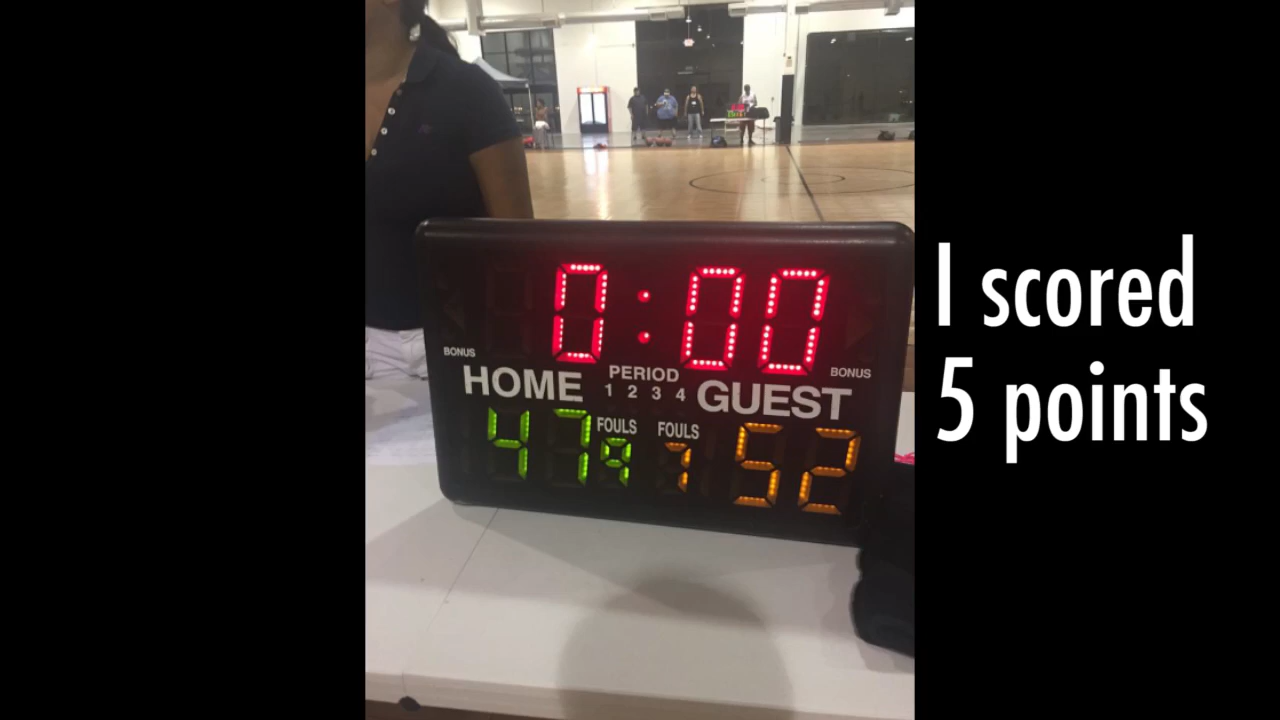 0:00
BONUS
BONUS
HOME PERIOD GUEST
1 2 3 4
FOULS FOULS
47 9 7 52
I scored
5 points